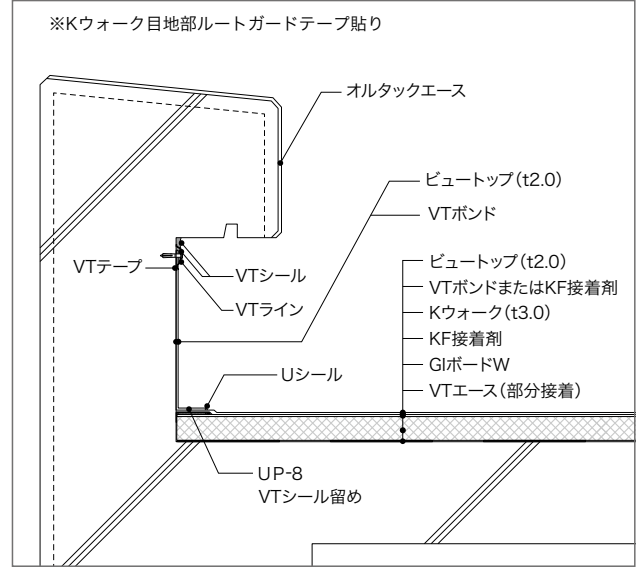 ※Kウォーク目地部ルートガードテープ貼り
オルタックエース
ビュートップ(t2.0)
VTボンド
VTテープ
VTシール
VTライン
ビュートップ(t2.0)
VTボンドまたはKF接着剤
Kウォーク(t3.0)
KF接着剤
GIボードW
VTエース(部分接着)
Uシール
UP-8
VTシール留め